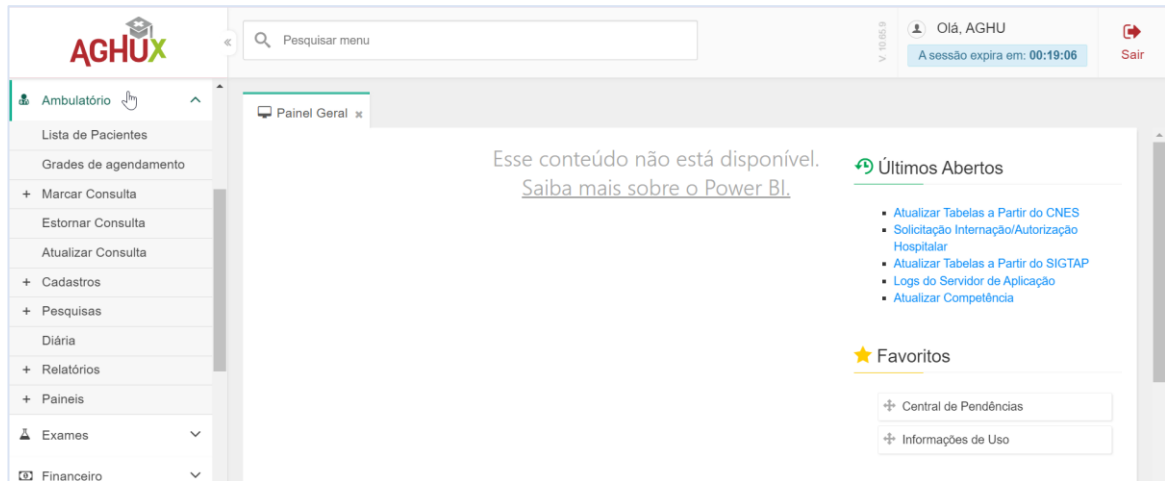 AGHUX
«
Pesquisar menu
V. 10.65.9
Olá, AGHU
A sessão expira em: 00:19:06
Sair
Ambulatório
Lista de Pacientes
Grades de agendamento
+ Marcar Consulta
Estornar Consulta
Atualizar Consulta
+ Cadastros
+ Pesquisas
Diária
+ Relatórios
+ Paineis
Exames
Financeiro
Painel Geral
Esse conteúdo não está disponível.
Saiba mais sobre o Power BI.
Últimos Abertos
Atualizar Tabelas a Partir do CNES
Solicitação Internação/Autorização
Hospitalar
Atualizar Tabelas a Partir do SIGTAP
Logs do Servidor de Aplicação
Atualizar Competência
Favoritos
Central de Pendências
Informações de Uso